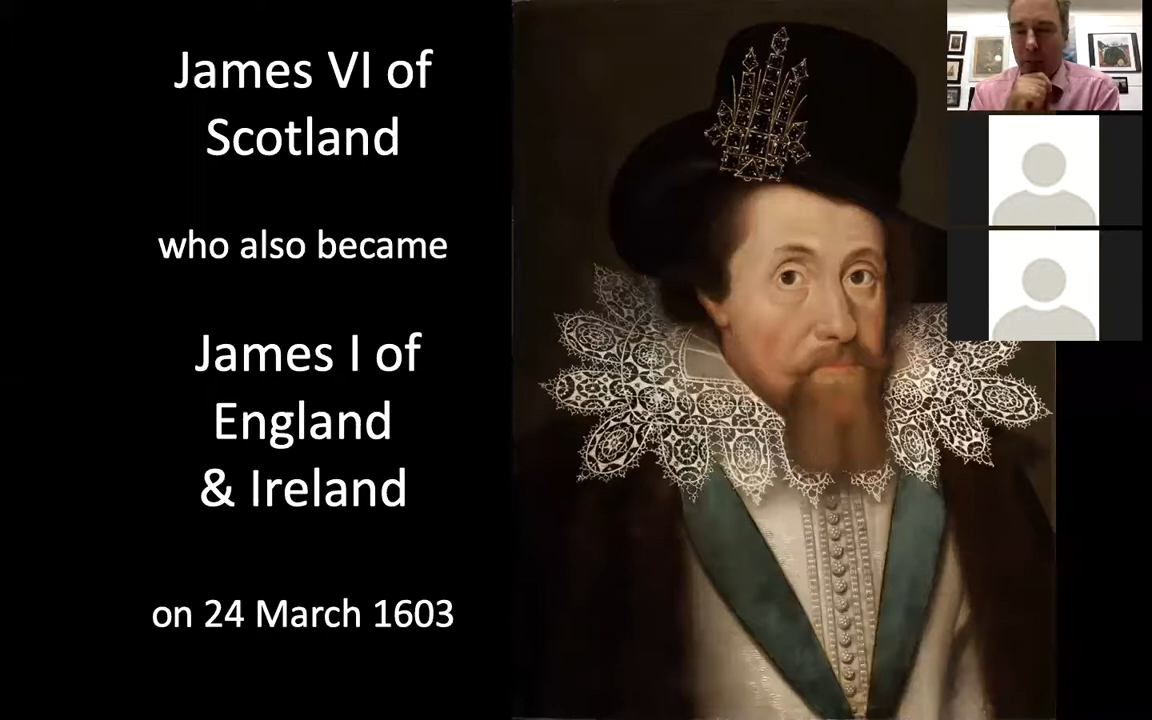 James VI of
Scotland
who also became
James I of
England
& Ireland
on 24 March 1603